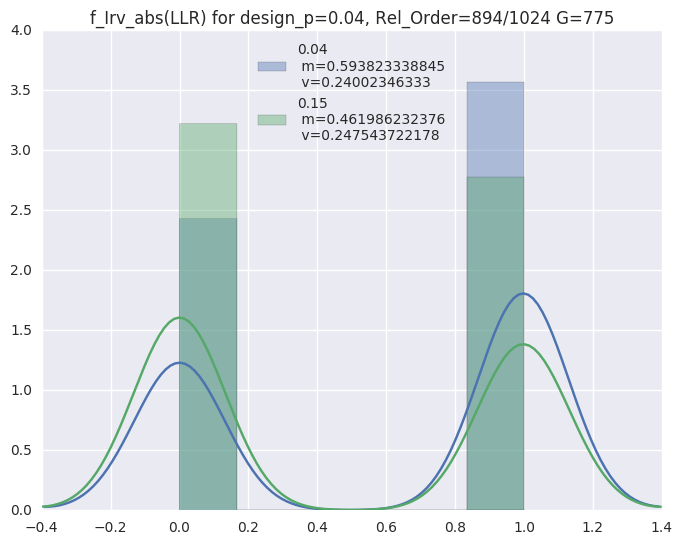 f_Irv_abs(LLR) for design_p=0.04, Rel_Order=894/1024 G=775
0.04
m=0.593823338845
v=0.24002346333
0.15
m=0.461986232376
v=0.247543722178
4.0
3.5
3.0
2.5
2.0
1.5
1.0
0.5
0.0
−0.4 −0.2 0.0 0.2 0.4 0.6 0.8 1.0 1.2 1.4